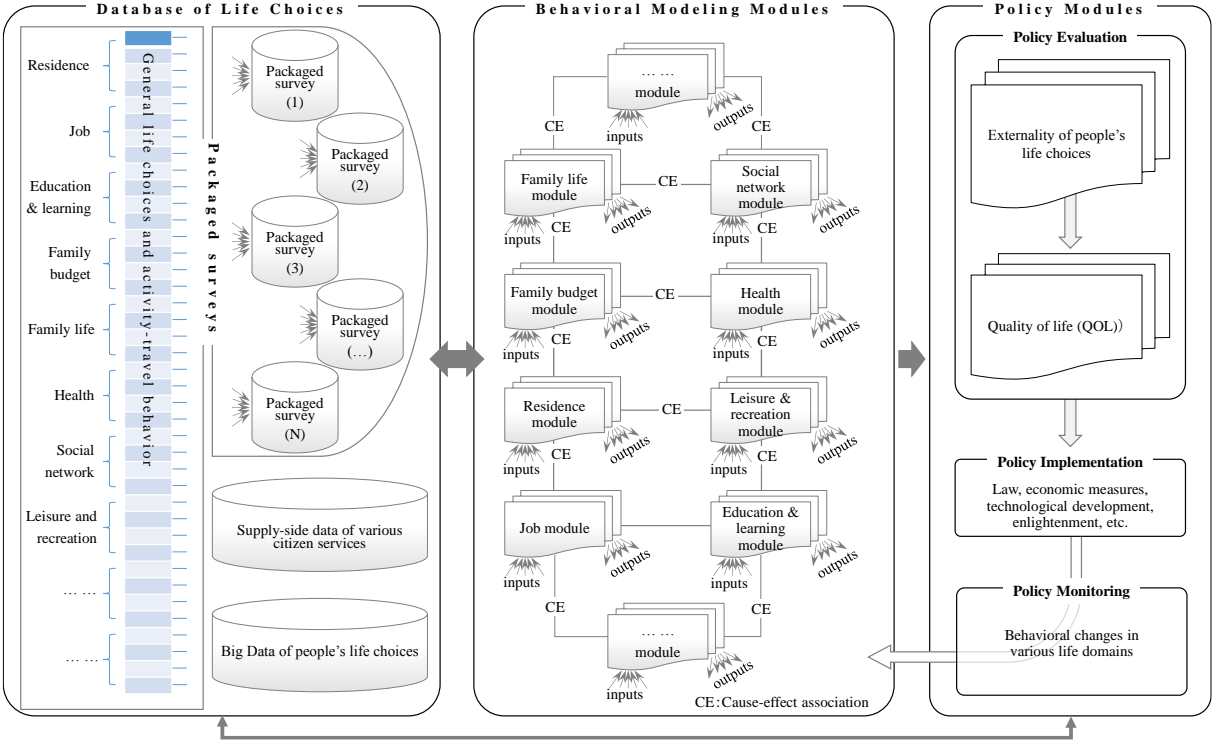 Database of Life Choices
Residence
Job
Education
& learning
Family
budget
Family life
Health
Social
network
Leisure and
recreation
... ...
... ...
General life choices and activity-travel behavior
Packaged surveys
Packaged
survey
(1)
Packaged
survey
(2)
Packaged
survey
(3)
Packaged
survey
(…)
Packaged
survey
(N)
Supply-side data of various
citizen services
Big Data of people's life choices
Behavioral Modeling Modules
... ...
module
inputs
outputs
CE
CE
Family life
module
inputs
outputs
CE
CE
Social
network
module
inputs
outputs
CE
Family budget
module
inputs
outputs
CE
CE
Health
module
inputs
outputs
CE
Residence
module
inputs
outputs
CE
CE
Leisure &
recreation
module
inputs
outputs
CE
Job module
inputs
outputs
Education &
learning
module
inputs
outputs
CE
CE
... ...
module
inputs
outputs
CE:Cause-effect association
Policy Modules
Policy Evaluation
Externality of people's
life choices
Quality of life (QOL))
Policy Implementation
Law, economic measures,
technological development,
enlightenment, etc.
Policy Monitoring
Behavioral changes in
various life domains